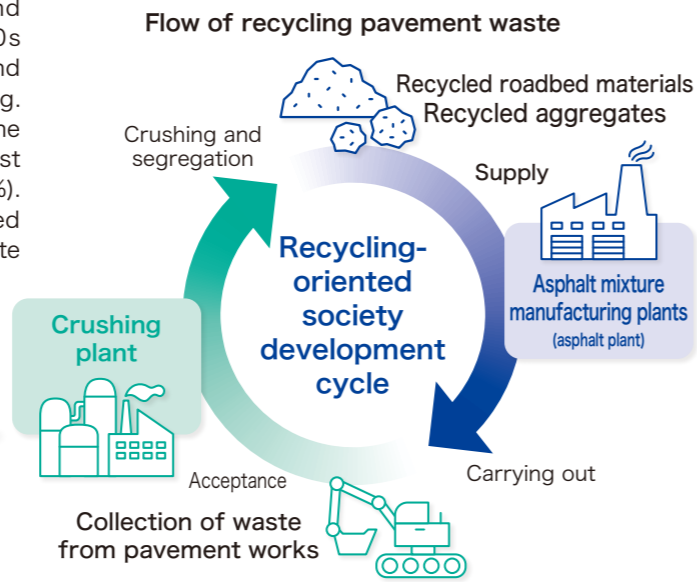 Flow of recycling pavement waste
Recycled roadbed materials
Recycled aggregates
Crushing and
segregation
Supply
Recycling-
oriented
society
development
cycle
Asphalt mixture
manufacturing plants
(asphalt plant)
Crushing
plant
Acceptance
Carrying out
Collection of waste
from pavement works